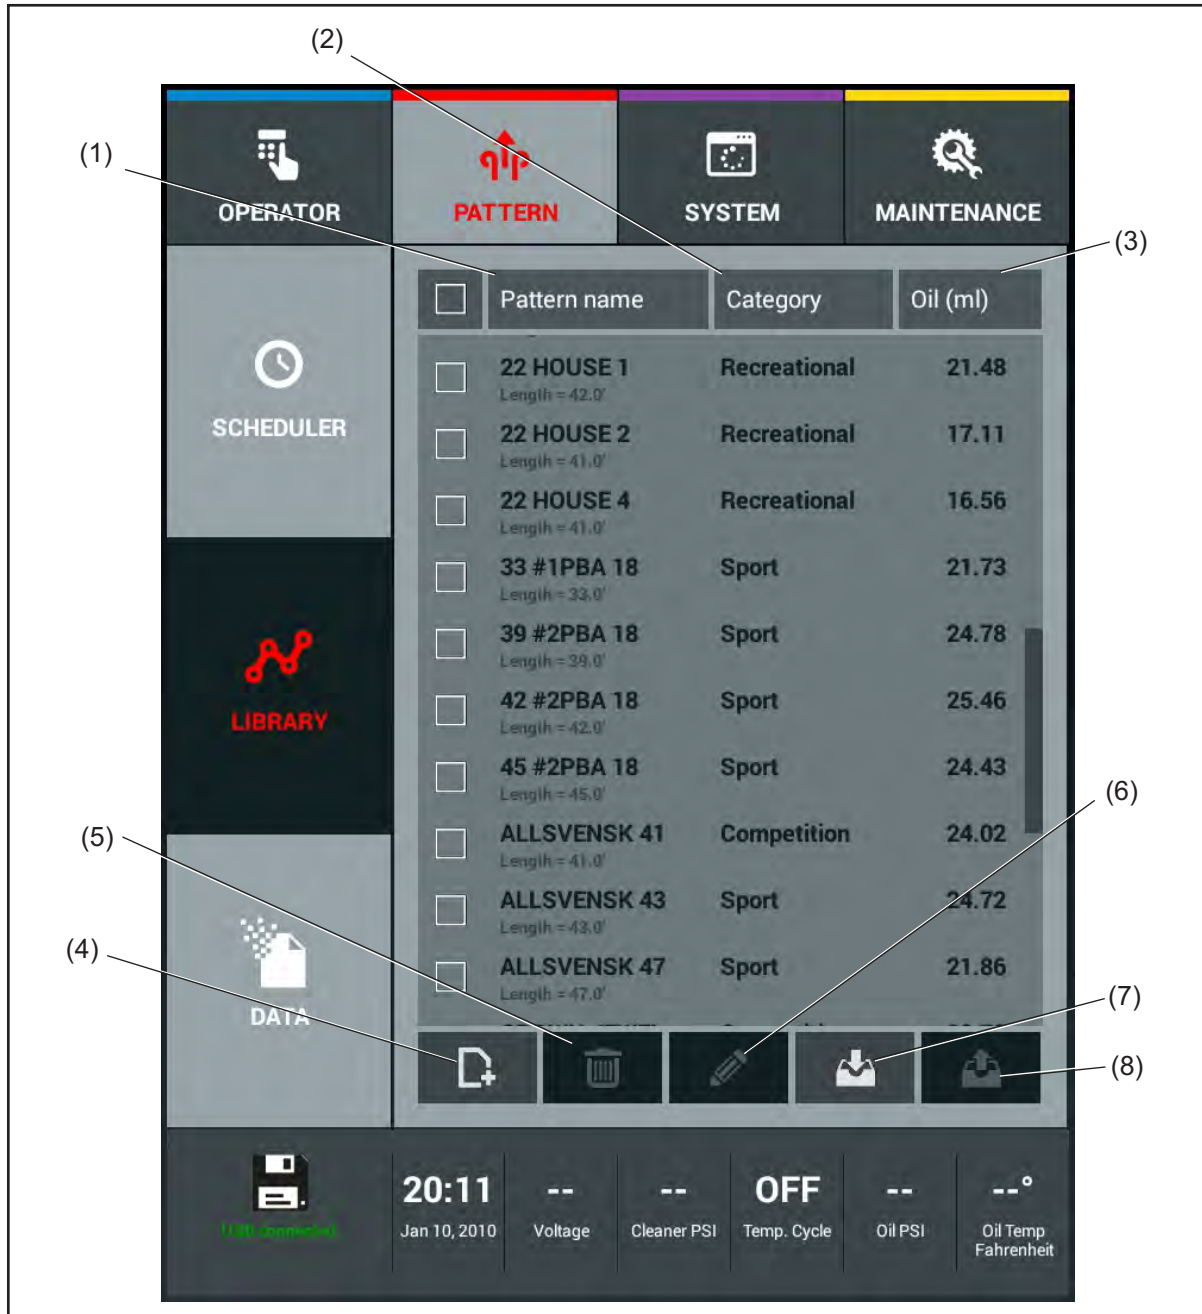 (2)
(1)
OPERATOR
PATTERN
SYSTEM
MAINTENANCE
(3)
Pattern name
Category
Oil (ml)
22 HOUSE 1 Recreational 21.48
Length = 42.0'
22 HOUSE 2 Recreational 17.11
Length = 41.0'
22 HOUSE 4 Recreational 16.56
Length = 41.0'
33 #1PBA 18 Sport 21.73
Length = 33.0'
39 #2PBA 18 Sport 24.78
Length = 39.0'
42 #2PBA 18 Sport 25.46
Length = 42.0'
45 #2PBA 18 Sport 24.43
Length = 45.0'
ALLSVENSK 41 Competition 24.02
Length = 41.0'
ALLSVENSK 43 Sport 24.72
Length = 43.0'
ALLSVENSK 47 Sport 21.86
Length = 47.0'
SCHEDULER
LIBRARY
DATA
(6)
(5)
(4)
(7)
(8)
20:11
Jan 10, 2010
--
Voltage
--
Cleaner PSI
OFF
Temp. Cycle
--
Oil PSI
--°
Oil Temp
Fahrenheit
(USB connected)